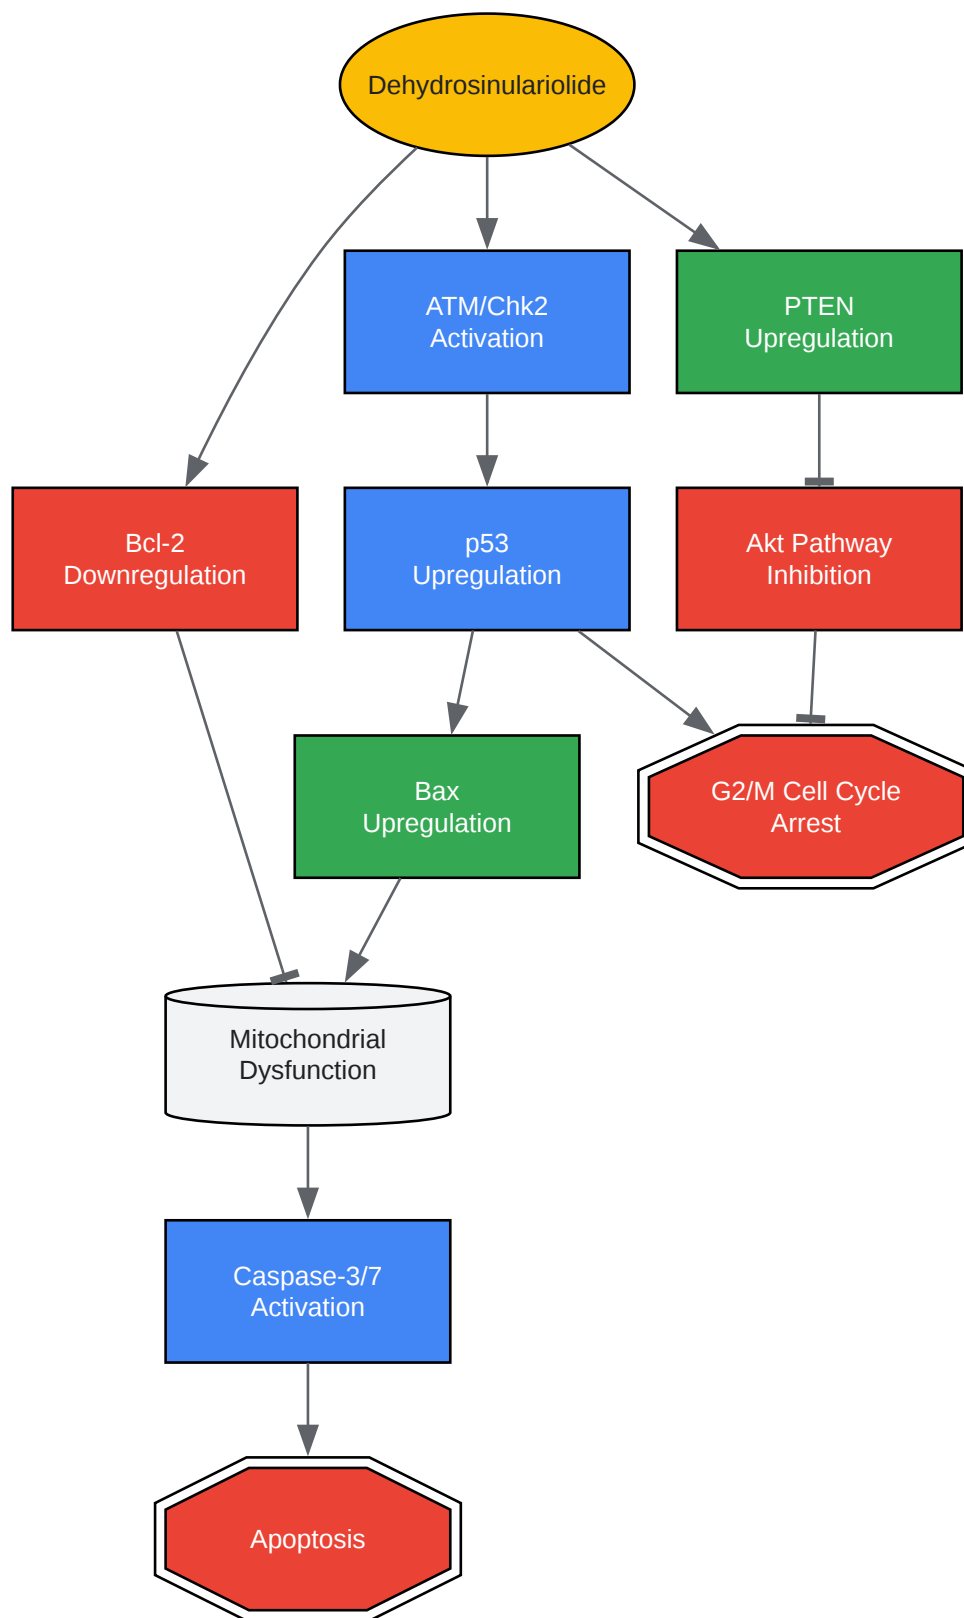 Dehydrosinulariolide
ATM/Chk2
Activation
PTEN
Upregulation
Bcl-2
Downregulation
p53
Upregulation
Akt Pathway
Inhibition
Bax
Upregulation
G2/M Cell Cycle
Arrest
Mitochondrial
Dysfunction
Caspase-3/7
Activation
Apoptosis